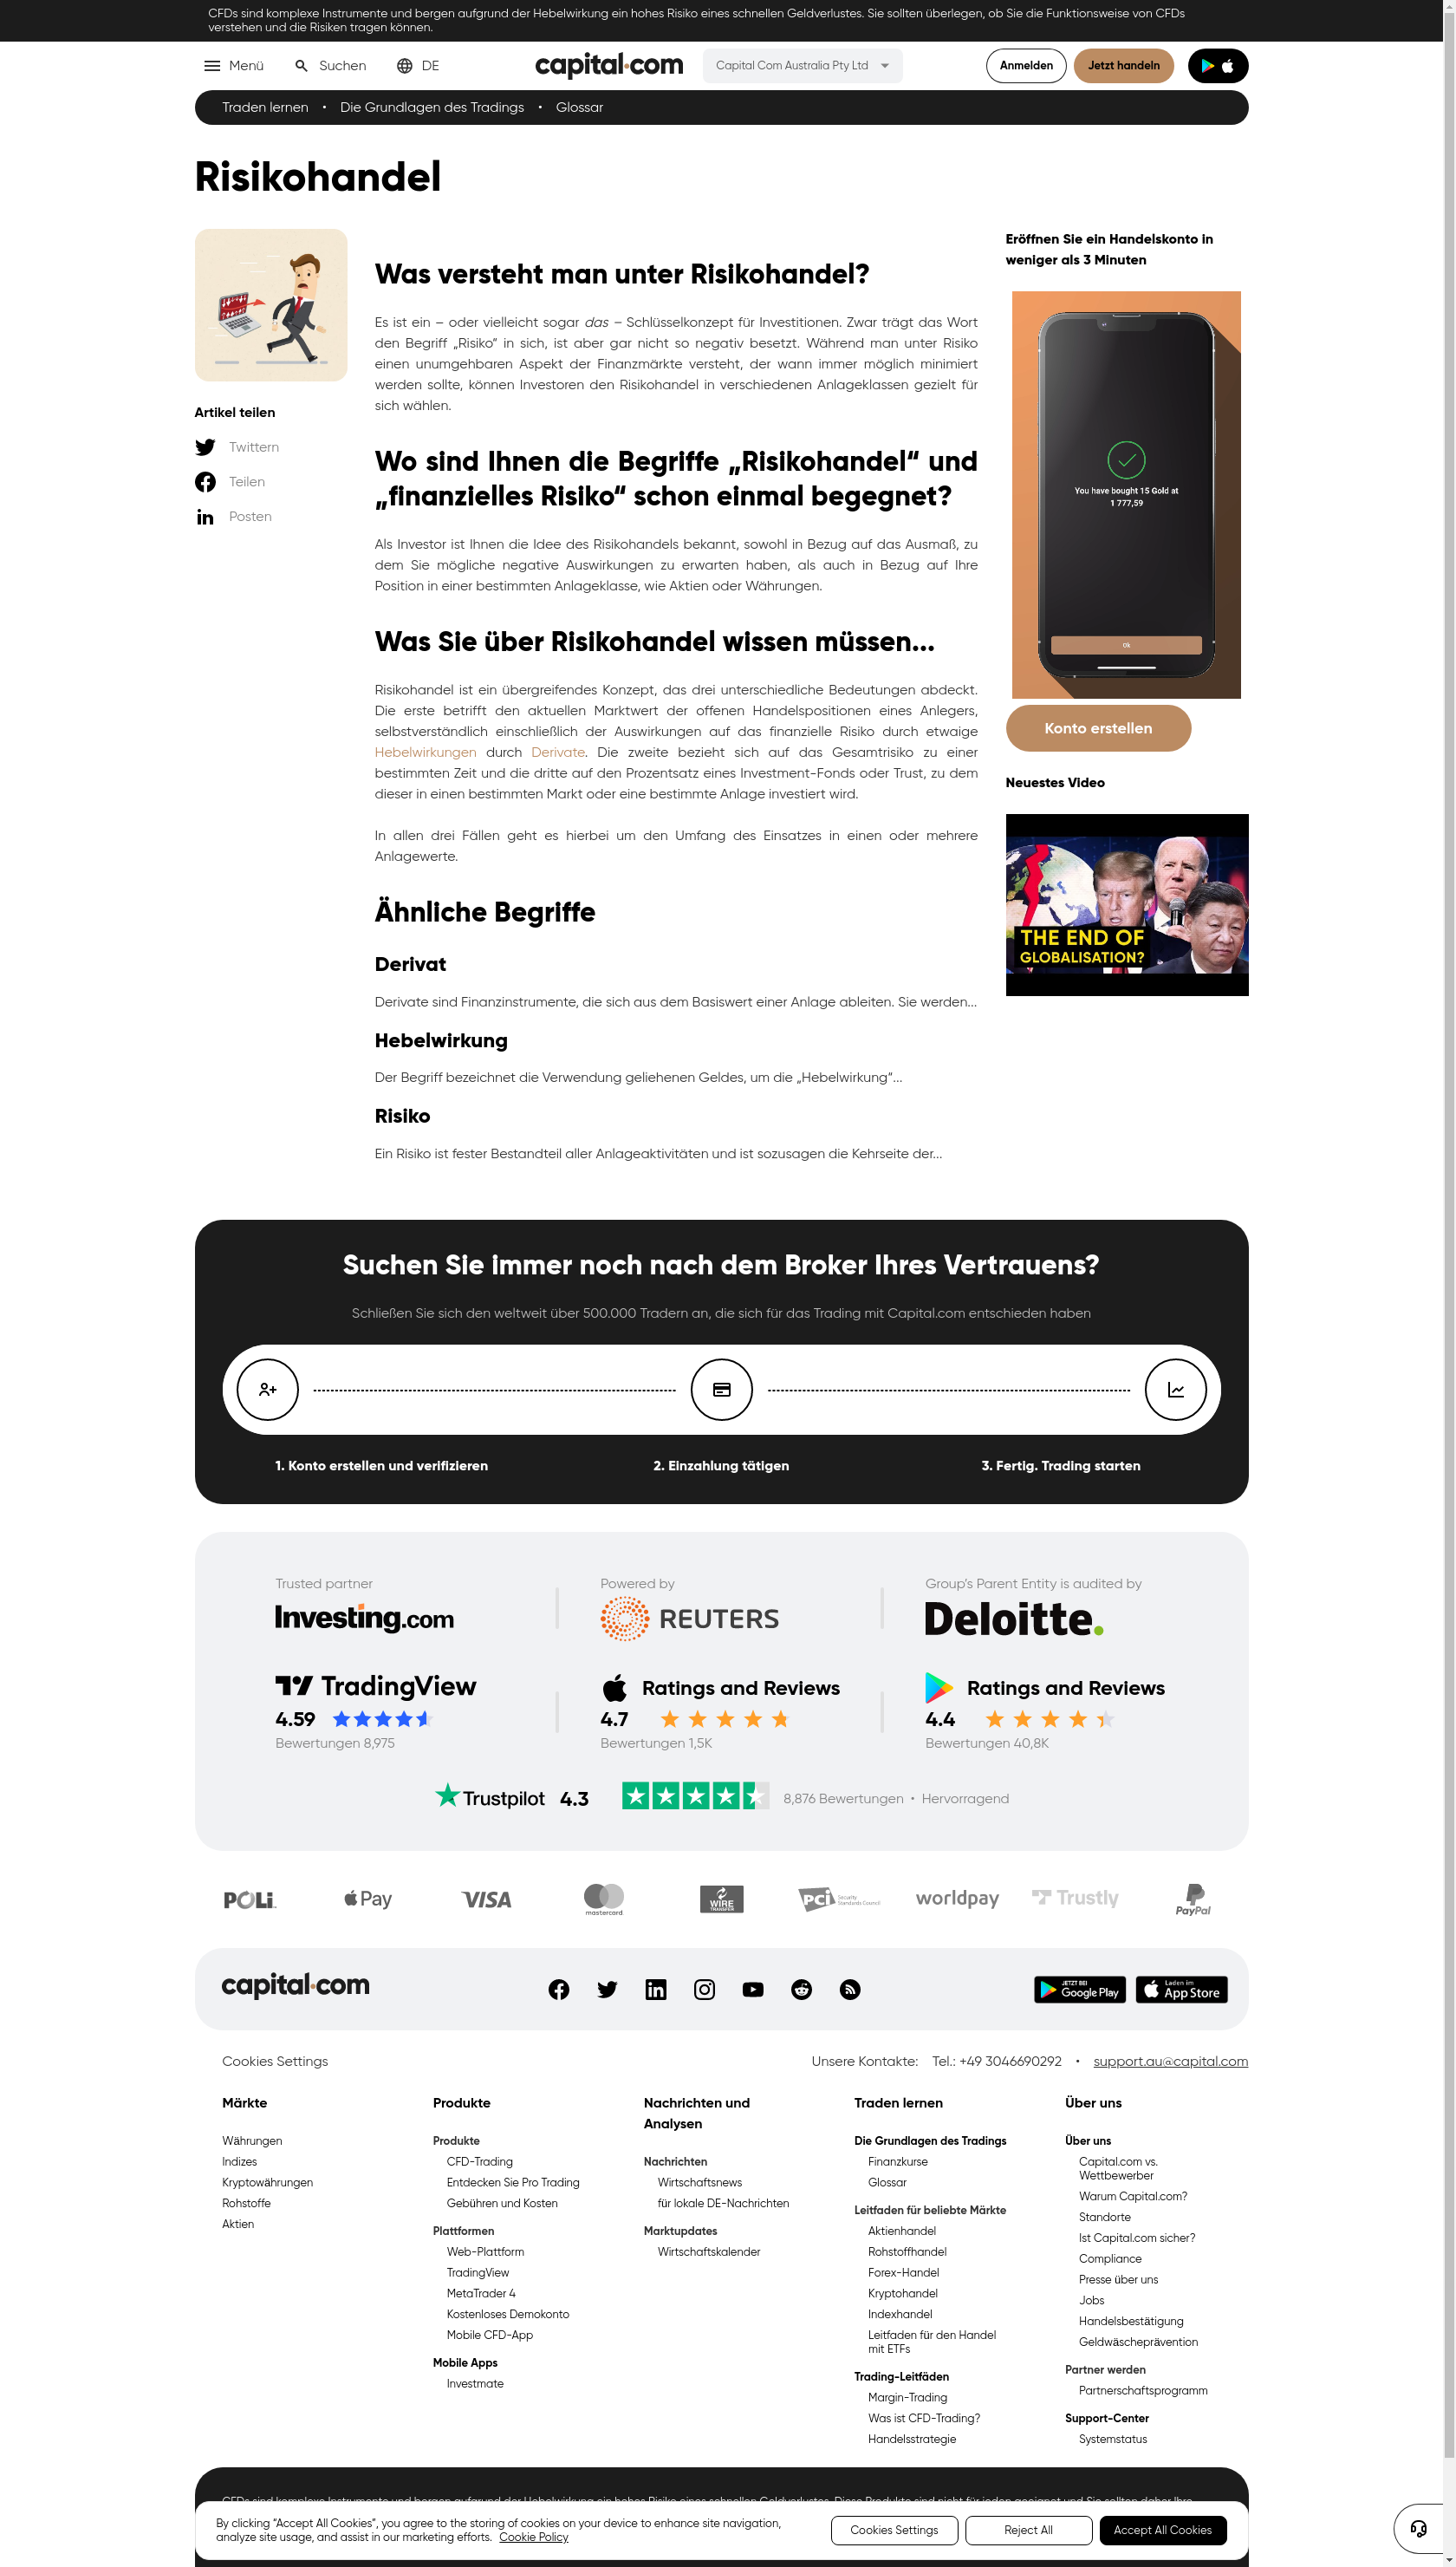 CFDs sind komplexe Instrumente und bergen aufgrund der Hebelwirkung ein hohes Risiko eines schnellen Geldverlustes. Sie sollten überlegen, ob Sie die Funktionsweise von CFDs
verstehen und die Risiken tragen können.
Menü
Suchen
DE
capital.com
Capital Com Australia Pty Ltd
Anmelden
Jetzt handeln
Traden lernen • Die Grundlagen des Tradings • Glossar
Risikohandel
Artikel teilen
Twittern
Teilen
Posten
Was versteht man unter Risikohandel?
Es ist ein – oder vielleicht sogar das – Schlüsselkonzept für Investitionen. Zwar trägt das Wort
den Begriff „Risiko“ in sich, ist aber gar nicht so negativ besetzt. Während man unter Risiko
einen unumgehbaren Aspekt der Finanzmärkte versteht, der wann immer möglich minimiert
werden sollte, können Investoren den Risikohandel in verschiedenen Anlageklassen gezielt für
sich wählen.
Wo sind Ihnen die Begriffe „Risikohandel“ und
„finanzielles Risiko“ schon einmal begegnet?
Als Investor ist Ihnen die Idee des Risikohandels bekannt, sowohl in Bezug auf das Ausmaß, zu
dem Sie mögliche negative Auswirkungen zu erwarten haben, als auch in Bezug auf Ihre
Position in einer bestimmten Anlageklasse, wie Aktien oder Währungen.
Was Sie über Risikohandel wissen müssen...
Risikohandel ist ein übergreifendes Konzept, das drei unterschiedliche Bedeutungen abdeckt.
Die erste betrifft den aktuellen Marktwert der offenen Handelspositionen eines Anlegers,
selbstverständlich einschließlich der Auswirkungen auf das finanzielle Risiko durch etwaige
Hebelwirkungen durch Derivate. Die zweite bezieht sich auf das Gesamtrisiko zu einer
bestimmten Zeit und die dritte auf den Prozentsatz eines Investment-Fonds oder Trust, zu dem
dieser in einen bestimmten Markt oder eine bestimmte Anlage investiert wird.
In allen drei Fällen geht es hierbei um den Umfang des Einsatzes in einen oder mehrere
Anlagewerte.
Ähnliche Begriffe
Derivat
Derivate sind Finanzinstrumente, die sich aus dem Basiswert einer Anlage ableiten. Sie werden...
Hebelwirkung
Der Begriff bezeichnet die Verwendung geliehenen Geldes, um die „Hebelwirkung“...
Risiko
Ein Risiko ist fester Bestandteil aller Anlageaktivitäten und ist sozusagen die Kehrseite der...
Eröffnen Sie ein Handelskonto in
weniger als 3 Minuten
You have bought 15 Gold at
1 777,59
Ok
Konto erstellen
Neuestes Video
THE END OF
GLOBALISATION?
Suchen Sie immer noch nach dem Broker Ihres Vertrauens?
Schließen Sie sich den weltweit über 500.000 Tradern an, die sich für das Trading mit Capital.com entschieden haben
1. Konto erstellen und verifizieren
2. Einzahlung tätigen
3. Fertig. Trading starten
Trusted partner
Investing.com
Powered by
REUTERS
Group’s Parent Entity is audited by
Deloitte.
TradingView
4.59
Bewertungen 8,975
Ratings and Reviews
4.7
Bewertungen 1,5K
Ratings and Reviews
4.4
Bewertungen 40,8K
Trustpilot 4.3
8,876 Bewertungen • Hervorragend
POLi
Pay
VISA
mastercard
WIRE
TRANSFER
PCI Security
Standards Council
worldpay
Trustly
PayPal
capital.com
JETZT BEI
Google Play
Laden im
App Store
Cookies Settings
Unsere Kontakte: Tel.: +49 3046690292 • support.au@capital.com
Märkte
Währungen
Indizes
Kryptowährungen
Rohstoffe
Aktien
Produkte
Produkte
CFD-Trading
Entdecken Sie Pro Trading
Gebühren und Kosten
Plattformen
Web-Plattform
TradingView
MetaTrader 4
Kostenloses Demokonto
Mobile CFD-App
Mobile Apps
Investmate
Nachrichten und
Analysen
Nachrichten
Wirtschaftsnews
für lokale DE-Nachrichten
Marktupdates
Wirtschaftskalender
Traden lernen
Die Grundlagen des Tradings
Finanzkurse
Glossar
Leitfaden für beliebte Märkte
Aktienhandel
Rohstoffhandel
Forex-Handel
Kryptohandel
Indexhandel
Leitfaden für den Handel
mit ETFs
Trading-Leitfäden
Margin-Trading
Was ist CFD-Trading?
Handelsstrategie
Über uns
Über uns
Capital.com vs.
Wettbewerber
Warum Capital.com?
Standorte
Ist Capital.com sicher?
Compliance
Presse über uns
Jobs
Handelsbestätigung
Geldwäscheprävention
Partner werden
Partnerschaftsprogramm
Support-Center
Systemstatus
CFDs sind komplexe Instrumente und bergen aufgrund der Hebelwirkung ein hohes Risiko eines schnellen Geldverlustes. Diese Produkte sind nicht für jeden geeignet und Sie sollten daher Ihre
By clicking “Accept All Cookies”, you agree to the storing of cookies on your device to enhance site navigation,
analyze site usage, and assist in our marketing efforts. Cookie Policy
Cookies Settings
Reject All
Accept All Cookies